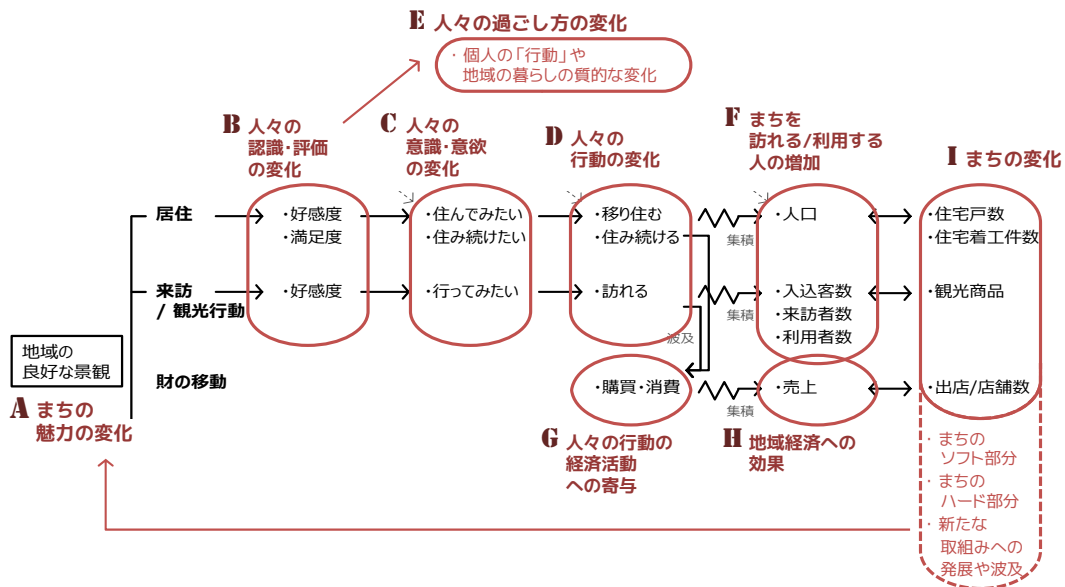 E 人々の過ごし方の変化
・個人の「行動」や
地域の暮らしの質的な変化
B 人々の
認識・評価
の変化
C 人々の
意識・意欲
の変化
D 人々の
行動の変化
F まちを
訪れる/利用する
人の増加
I まちの変化
居住
・好感度
・満足度
・住んでみたい
・住み続けたい
・移り住む
・住み続ける
集積
・人口
・住宅戸数
・住宅着工件数
来訪
/ 観光行動
・好感度
・行ってみたい
・訪れる
集積
・入込客数
・来訪者数
・利用者数
・観光商品
波及
地域の
良好な景観
財の移動
・購買・消費
集積
・売上
・出店/店舗数
A まちの
魅力の変化
G 人々の行動の
経済活動
への寄与
H 地域経済への
効果
・まちの
ソフト部分
・まちの
ハード部分
・新たな
取組みへの
発展や波及